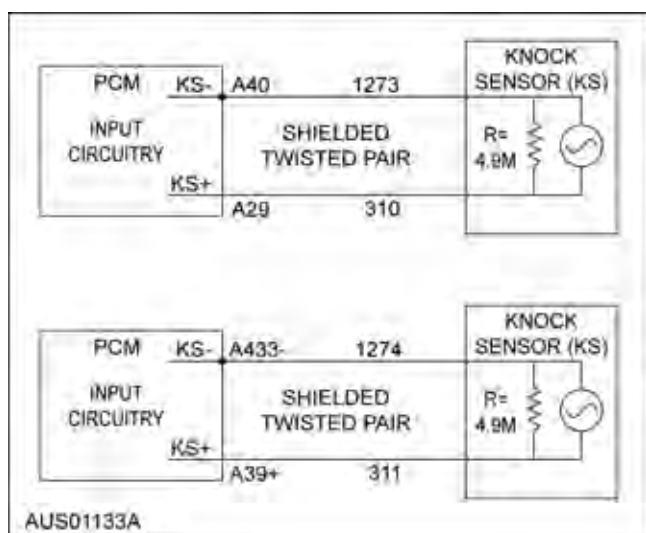 KNOCK
SENSOR (KS)
PCM KS- A40 1273
INPUT
CIRCUITRY
SHIELDED
TWISTED PAIR
R=
4.9M
KS+
A29 310
KNOCK
SENSOR (KS)
PCM KS- A433- 1274
INPUT
CIRCUITRY
SHIELDED
TWISTED PAIR
R=
4.9M
KS+
A39+ 311
AUS01133A